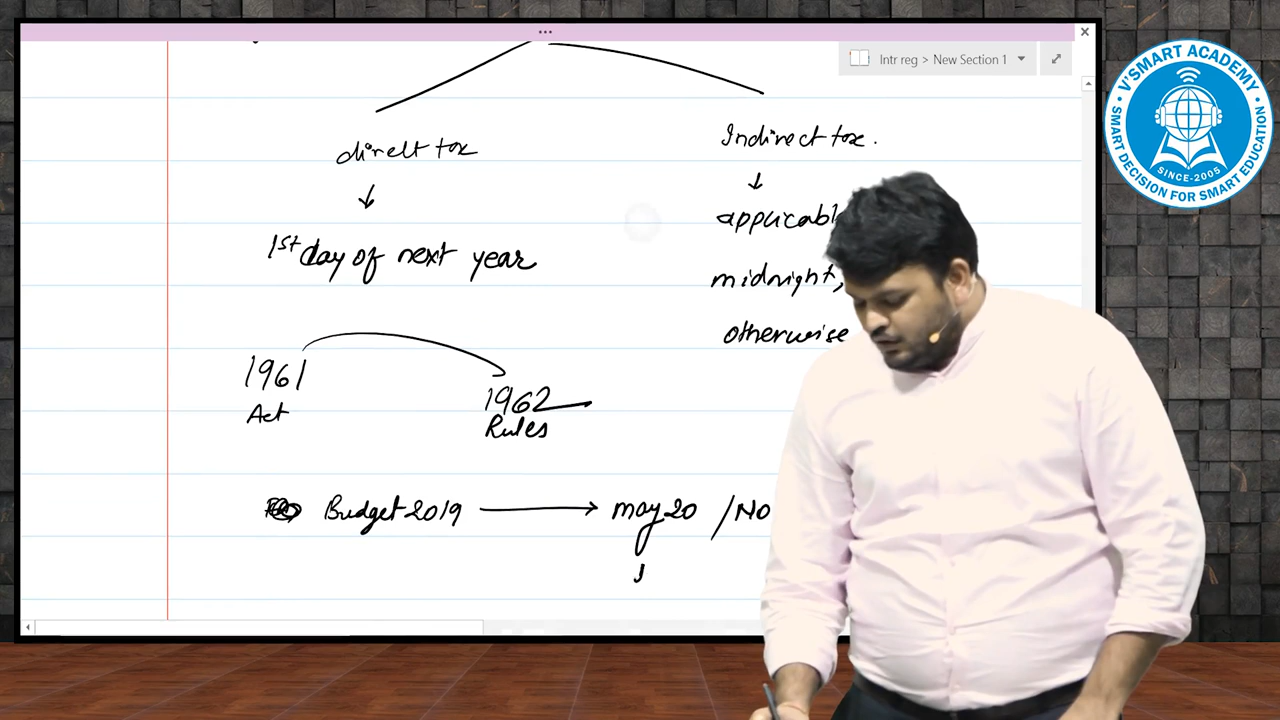 Intr reg > New Section 1
V'SMART ACADEMY
SINCE-2005
SMART DECISION FOR SMART EDUCATION
direct tax
Indirect tax.
1st day of next year
applicabl
midnight,
otherwise
1961
Act
1962
Rules
Budget 2019 → may 20 / NO